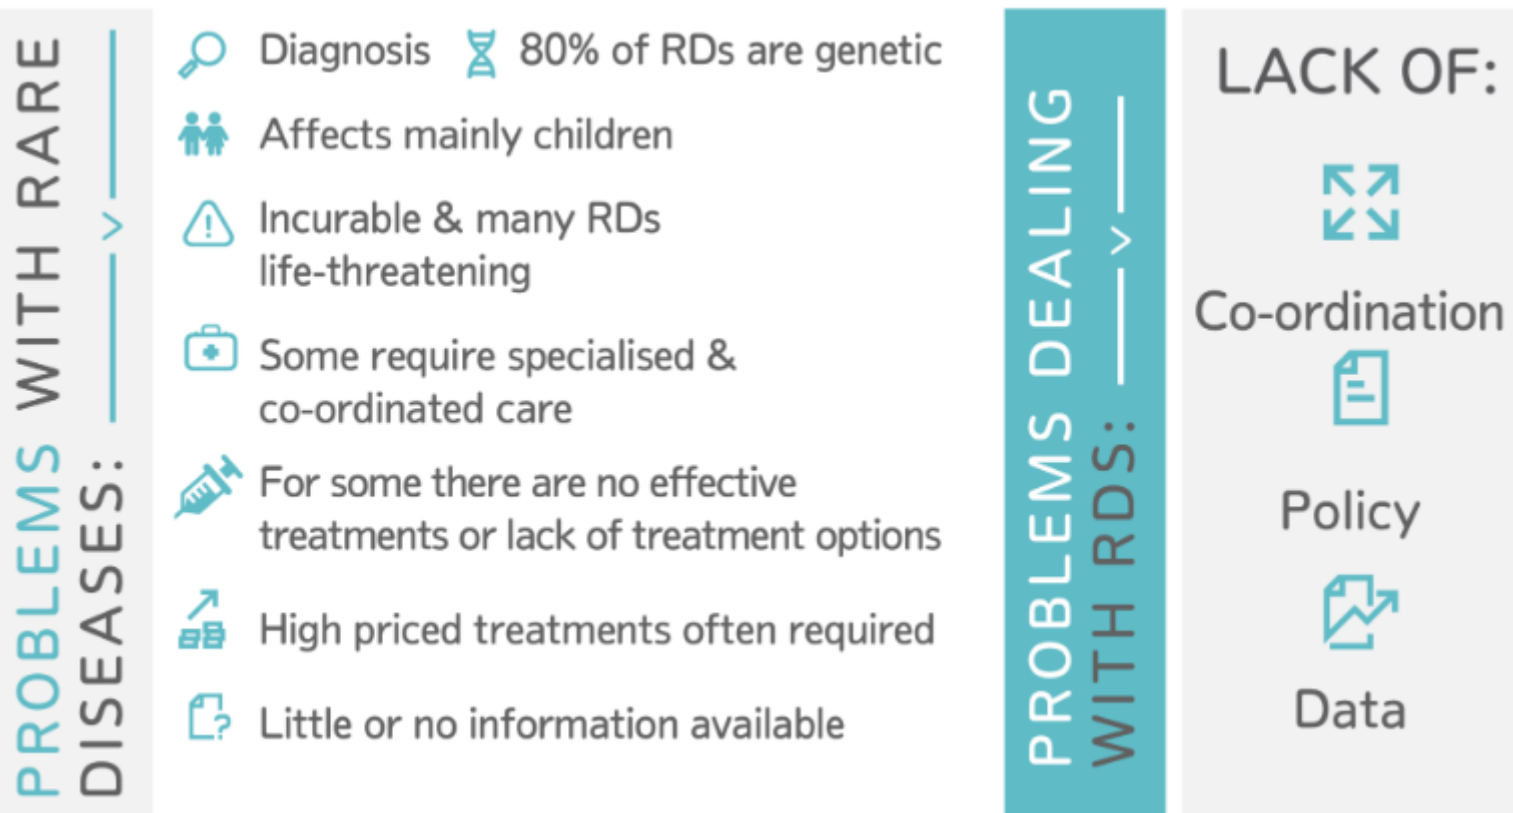 PROBLEMS WITH RARE
DISEASES:
Diagnosis
80% of RDs are genetic
Affects mainly children
Incurable & many RDs
life-threatening
Some require specialised &
co-ordinated care
For some there are no effective
treatments or lack of treatment options
High priced treatments often required
Little or no information available
PROBLEMS DEALING
WITH RDS:
LACK OF:
Co-ordination
Policy
Data